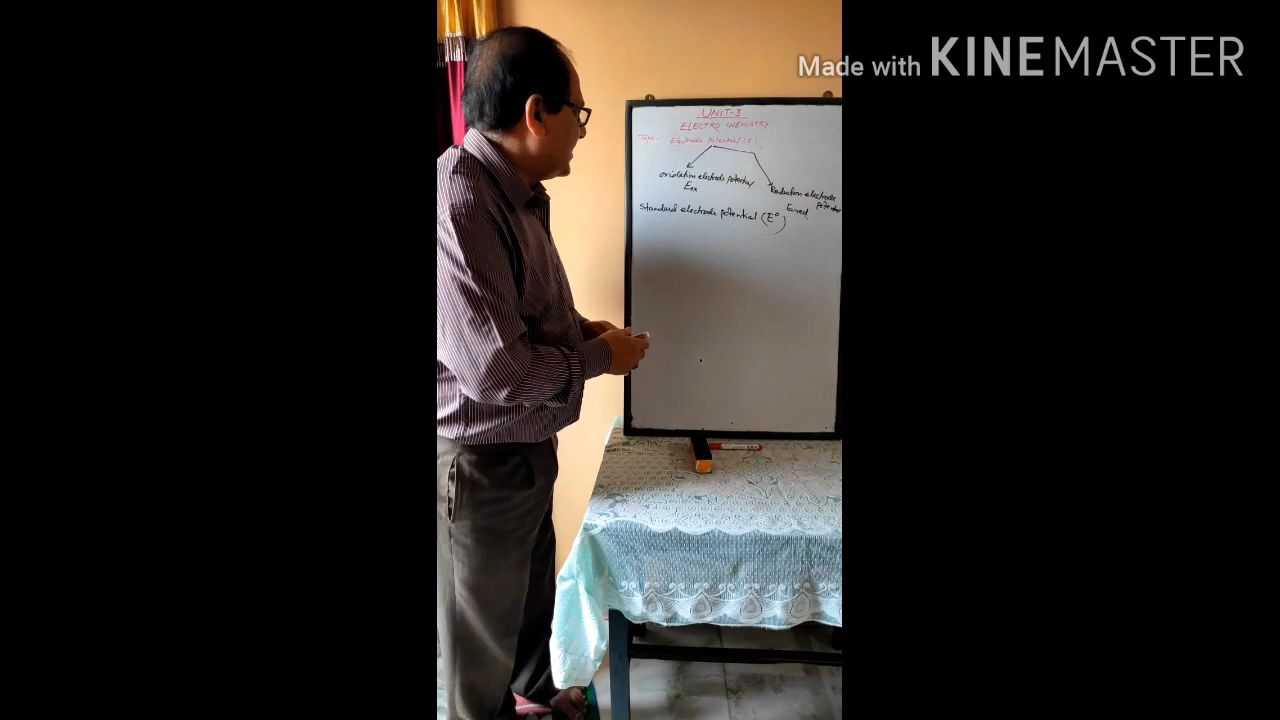 Made with KINEMASTER
UNIT-3
ELECTRO CHEMISTRY
Topic- Electrode Potential (E)
oxidation electrode potential
Eox
Reduction electrode
potential
Ered
Standard electrode potential (E°)